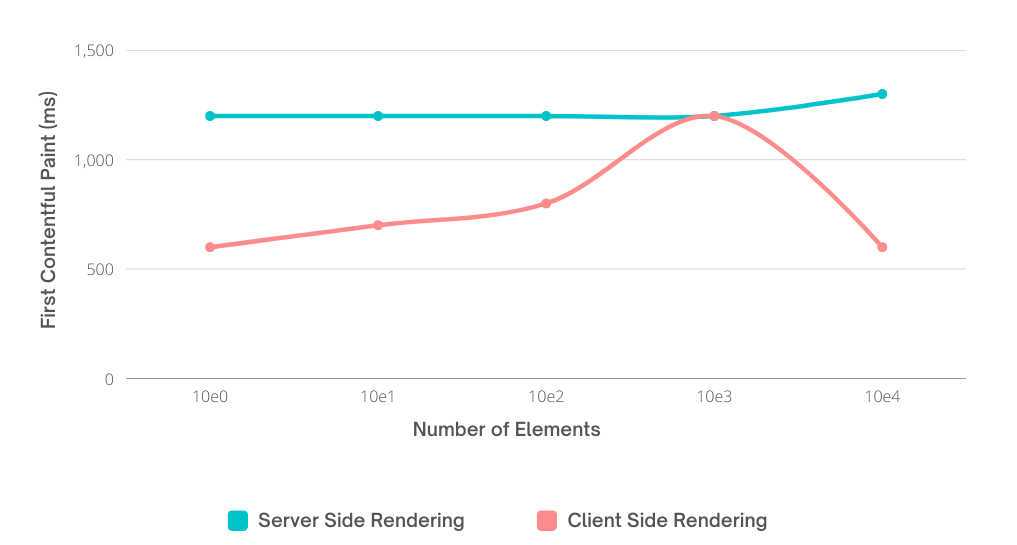 1,500
1,000
500
0
First Contentful Paint (ms)
10e0 10e1 10e2 10e3 10e4
Number of Elements
Server Side Rendering Client Side Rendering